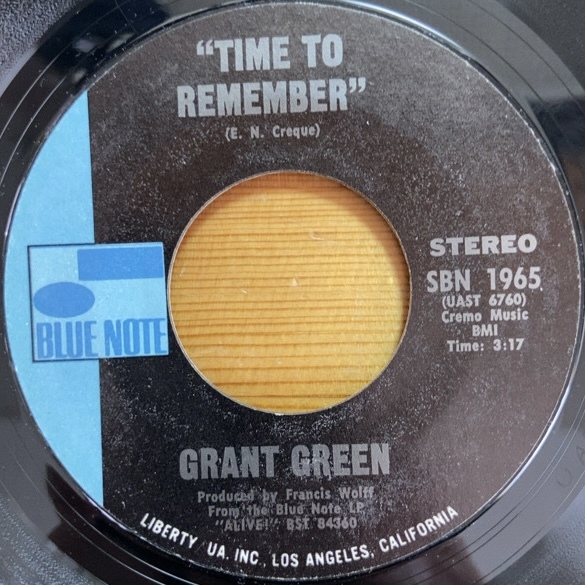 "TIME TO
REMEMBER"
(E. N. Creque)
BLUE NOTE
STEREO
SBN 1965
(UAST 6760)
Cremo Music
BMI
Time: 3:17
GRANT GREEN
Produced by Francis Wolff
From the Blue Note LP
"ALIVE!" BST 84360
LIBERTY/UA, INC., LOS ANGELES, CALIFORNIA